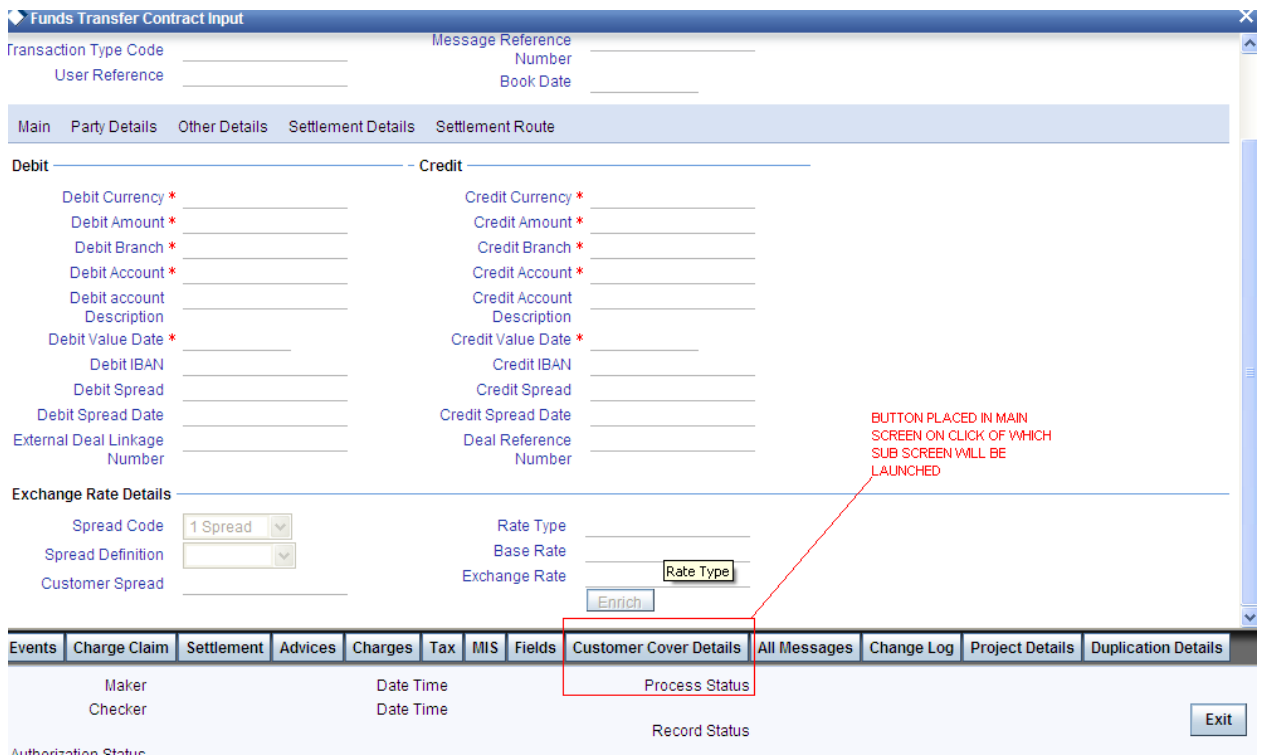 Funds Transfer Contract Input
Transaction Type Code
User Reference
Message Reference
Number
Book Date
Main Party Details Other Details Settlement Details Settlement Route
Debit
Debit Currency *
Debit Amount *
Debit Branch *
Debit Account *
Debit account
Description
Debit Value Date *
Debit IBAN
Debit Spread
Debit Spread Date
External Deal Linkage
Number
Credit
Credit Currency *
Credit Amount *
Credit Branch *
Credit Account *
Credit Account
Description
Credit Value Date *
Credit IBAN
Credit Spread
Credit Spread Date
Deal Reference
Number
BUTTON PLACED IN MAIN
SCREEN ON CLICK OF WHICH
SUB SCREEN WILL BE
LAUNCHED
Exchange Rate Details
Spread Code 1 Spread
Spread Definition
Customer Spread
Rate Type
Base Rate
Exchange Rate
Rate Type
Enrich
Events Charge Claim Settlement Advices Charges Tax MIS Fields Customer Cover Details All Messages Change Log Project Details Duplication Details
Maker Date Time Process Status
Checker Date Time
Record Status
Exit
Authorization Status